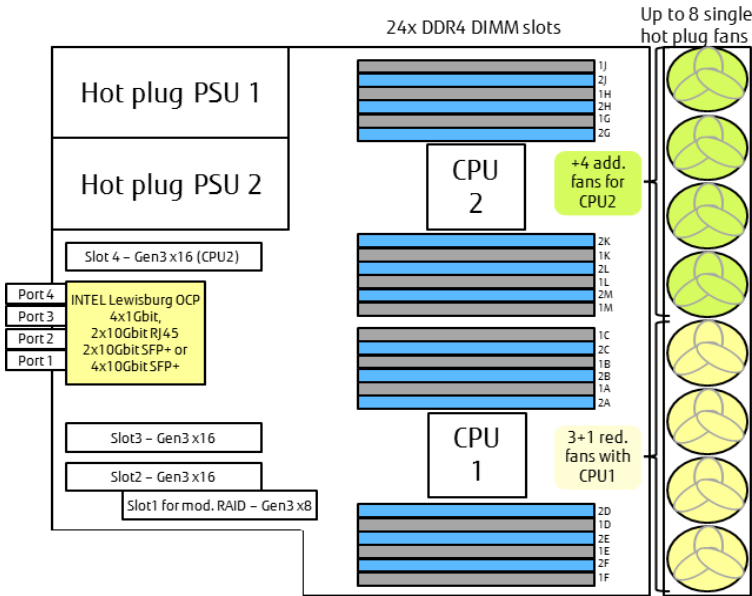 24x DDR4 DIMM slots
Up to 8 single
hot plug fans
Hot plug PSU 1
Hot plug PSU 2
1J
2J
1H
2H
1G
2G
CPU
2
+4 add.
fans for
CPU2
Slot 4 – Gen3 x16 (CPU2)
2K
1K
2L
1L
2M
1M
Port 4
Port 3
Port 2
Port 1
INTEL Lewisburg OCP
4x1Gbit,
2x10Gbit RJ45
2x10Gbit SFP+ or
4x10Gbit SFP+
1C
2C
1B
2B
1A
2A
CPU
1
3+1 red.
fans with
CPU1
Slot3 – Gen3 x16
Slot2 – Gen3 x16
Slot1 for mod. RAID – Gen3 x8
2D
1D
2E
1E
2F
1F